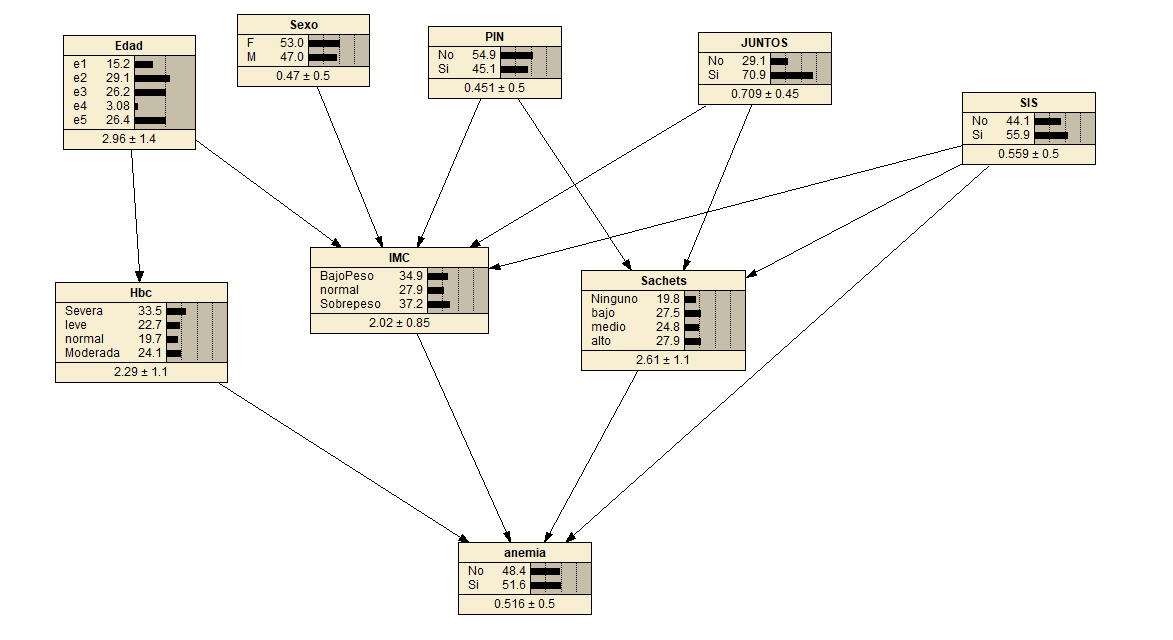 Sexo
F 53.0
M 47.0
0.47 ± 0.5
PIN
No 54.9
Si 45.1
0.451 ± 0.5
JUNTOS
No 29.1
Si 70.9
0.709 ± 0.45
Edad
e1 15.2
e2 29.1
e3 26.2
e4 3.08
e5 26.4
2.96 ± 1.4
SIS
No 44.1
Si 55.9
0.559 ± 0.5
IMC
BajoPeso 34.9
normal 27.9
Sobrepeso 37.2
2.02 ± 0.85
Sachets
Ninguno 19.8
bajo 27.5
medio 24.8
alto 27.9
2.61 ± 1.1
Hbc
Severa 33.5
leve 22.7
normal 19.7
Moderada 24.1
2.29 ± 1.1
anemia
No 48.4
Si 51.6
0.516 ± 0.5